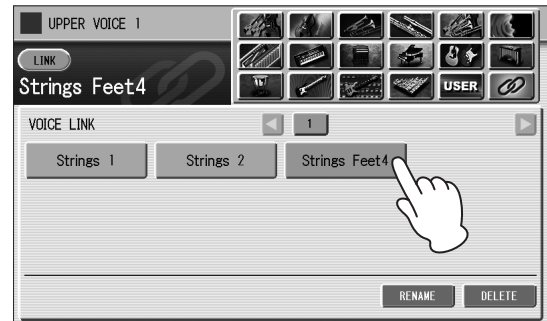 UPPER VOICE 1
LINK
Strings Feet4
USER
VOICE LINK
1
Strings 1 Strings 2 Strings Feet4
RENAME DELETE